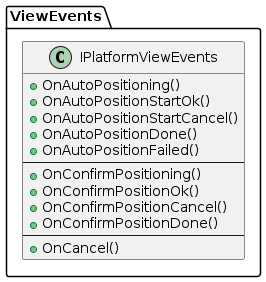 ViewEvents
C IPlatformViewEvents
OnAutoPositioning()
OnAutoPositionStartOk()
OnAutoPositionStartCancel()
OnAutoPositionDone()
OnAutoPositionFailed()
OnConfirmPositioning()
OnConfirmPositionOk()
OnConfirmPositionCancel()
OnConfirmPositionDone()
OnCancel()